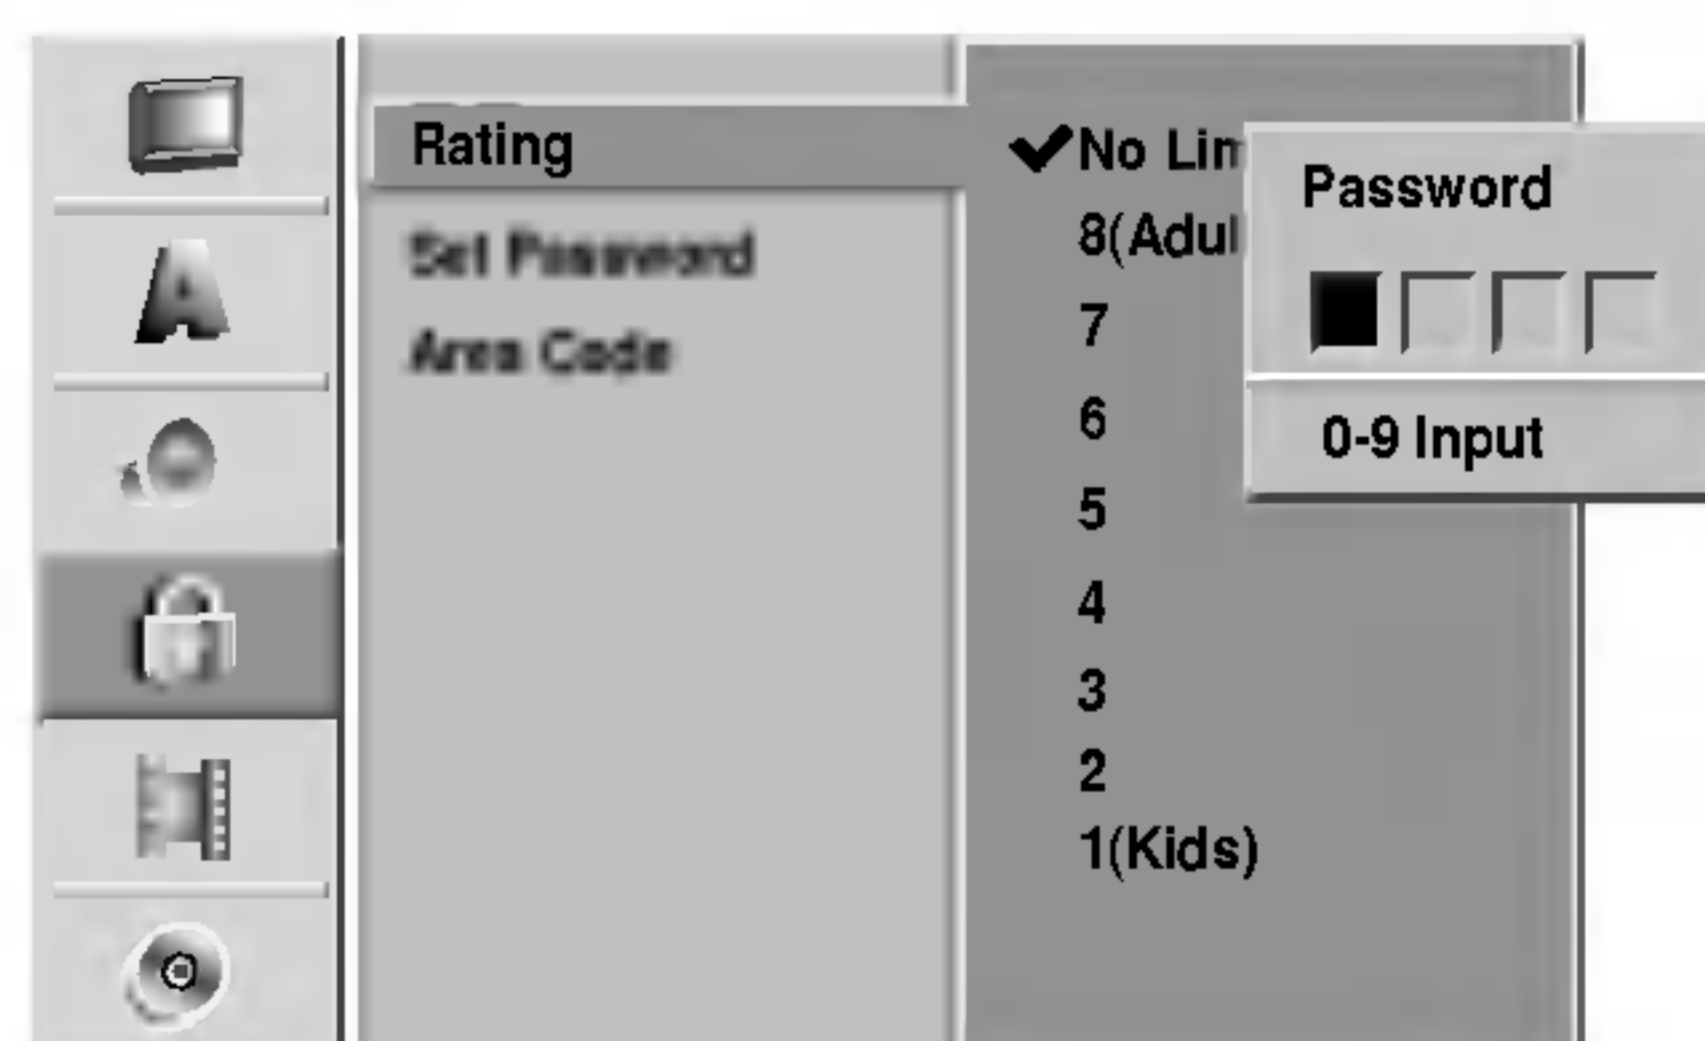 Rating
Set Password
Area Code
No Lim
8(Adul
7
6
5
4
3
2
1(Kids)
Password
0-9 Input